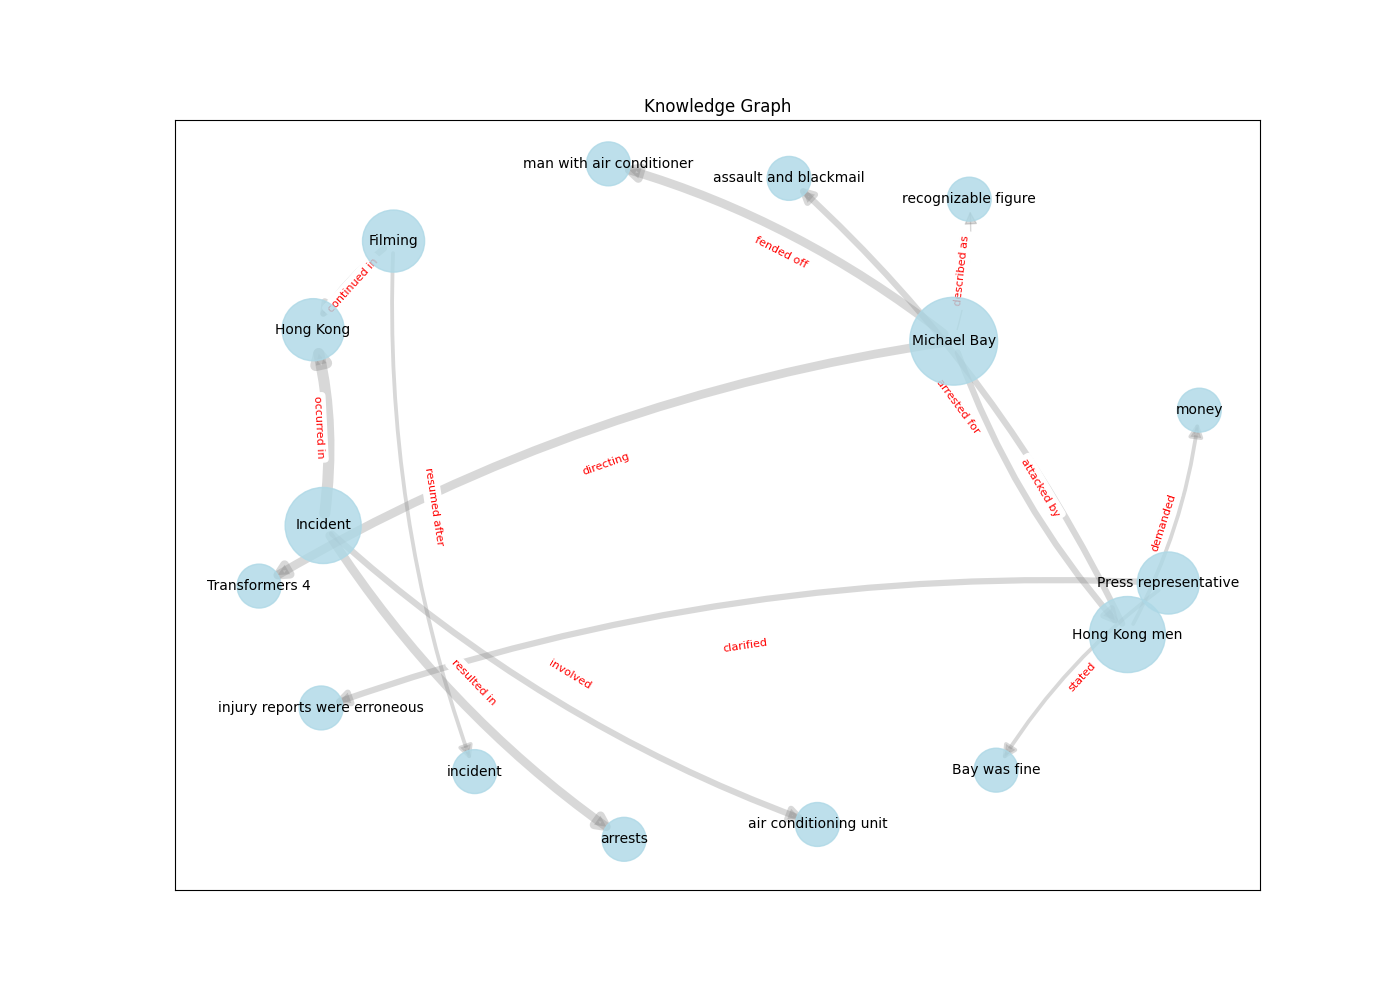 Knowledge Graph
man with air conditioner
assault and blackmail
recognizable figure
Filming
fended off
described as
continued in
Hong Kong
Michael Bay
arrested for
money
occurred in
directing
attacked by
resumed after
demanded
Incident
Transformers 4
Press representative
Hong Kong men
clarified
involved
resulted in
stated
injury reports were erroneous
incident
Bay was fine
air conditioning unit
arrests